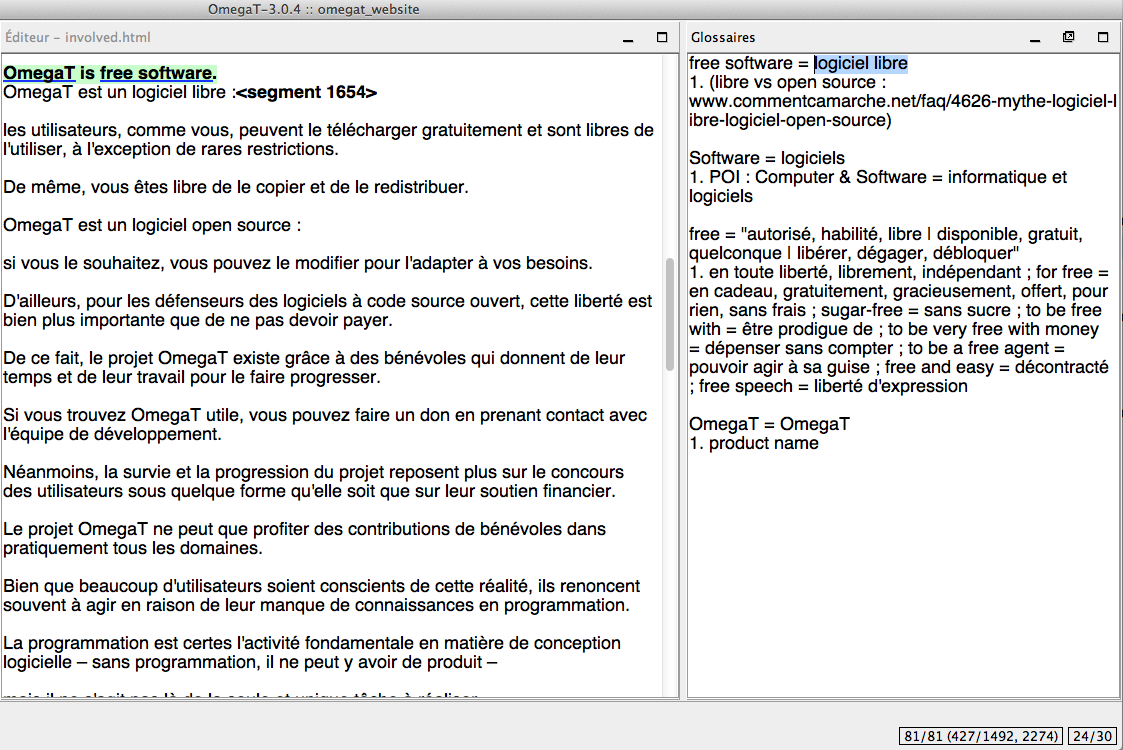 OmegaT-3.0.4 :: omegat_website
Éditeur – involved.html
OmegaT is free software.
OmegaT est un logiciel libre :<segment 1654>
les utilisateurs, comme vous, peuvent le télécharger gratuitement et sont libres de
l'utiliser, à l'exception de rares restrictions.
De même, vous êtes libre de le copier et de le redistribuer.
OmegaT est un logiciel open source :
si vous le souhaitez, vous pouvez le modifier pour l'adapter à vos besoins.
D'ailleurs, pour les défenseurs des logiciels à code source ouvert, cette liberté est
bien plus importante que de ne pas devoir payer.
De ce fait, le projet OmegaT existe grâce à des bénévoles qui donnent de leur
temps et de leur travail pour le faire progresser.
Si vous trouvez OmegaT utile, vous pouvez faire un don en prenant contact avec
l'équipe de développement.
Néanmoins, la survie et la progression du projet reposent plus sur le concours
des utilisateurs sous quelque forme qu'elle soit que sur leur soutien financier.
Le projet OmegaT ne peut que profiter des contributions de bénévoles dans
pratiquement tous les domaines.
Bien que beaucoup d'utilisateurs soient conscients de cette réalité, ils renoncent
souvent à agir en raison de leur manque de connaissances en programmation.
La programmation est certes l'activité fondamentale en matière de conception
logicielle – sans programmation, il ne peut y avoir de produit –
mais il ne s'agit pas là de la seule et unique tâche à réaliser
Glossaires
free software = logiciel libre
1. (libre vs open source :
www.commentcamarche.net/faq/4626-mythe-logiciel-l
ibre-logiciel-open-source)
Software = logiciels
1. POI : Computer & Software = informatique et
logiciels
free = "autorisé, habilité, libre | disponible, gratuit,
quelconque | libérer, dégager, débloquer"
1. en toute liberté, librement, indépendant ; for free =
en cadeau, gratuitement, gracieusement, offert, pour
rien, sans frais ; sugar-free = sans sucre ; to be free
with = être prodigue de ; to be very free with money
= dépenser sans compter ; to be a free agent =
pouvoir agir à sa guise ; free and easy = décontracté
; free speech = liberté d'expression
OmegaT = OmegaT
1. product name
81/81 (427/1492, 2274)
24/30